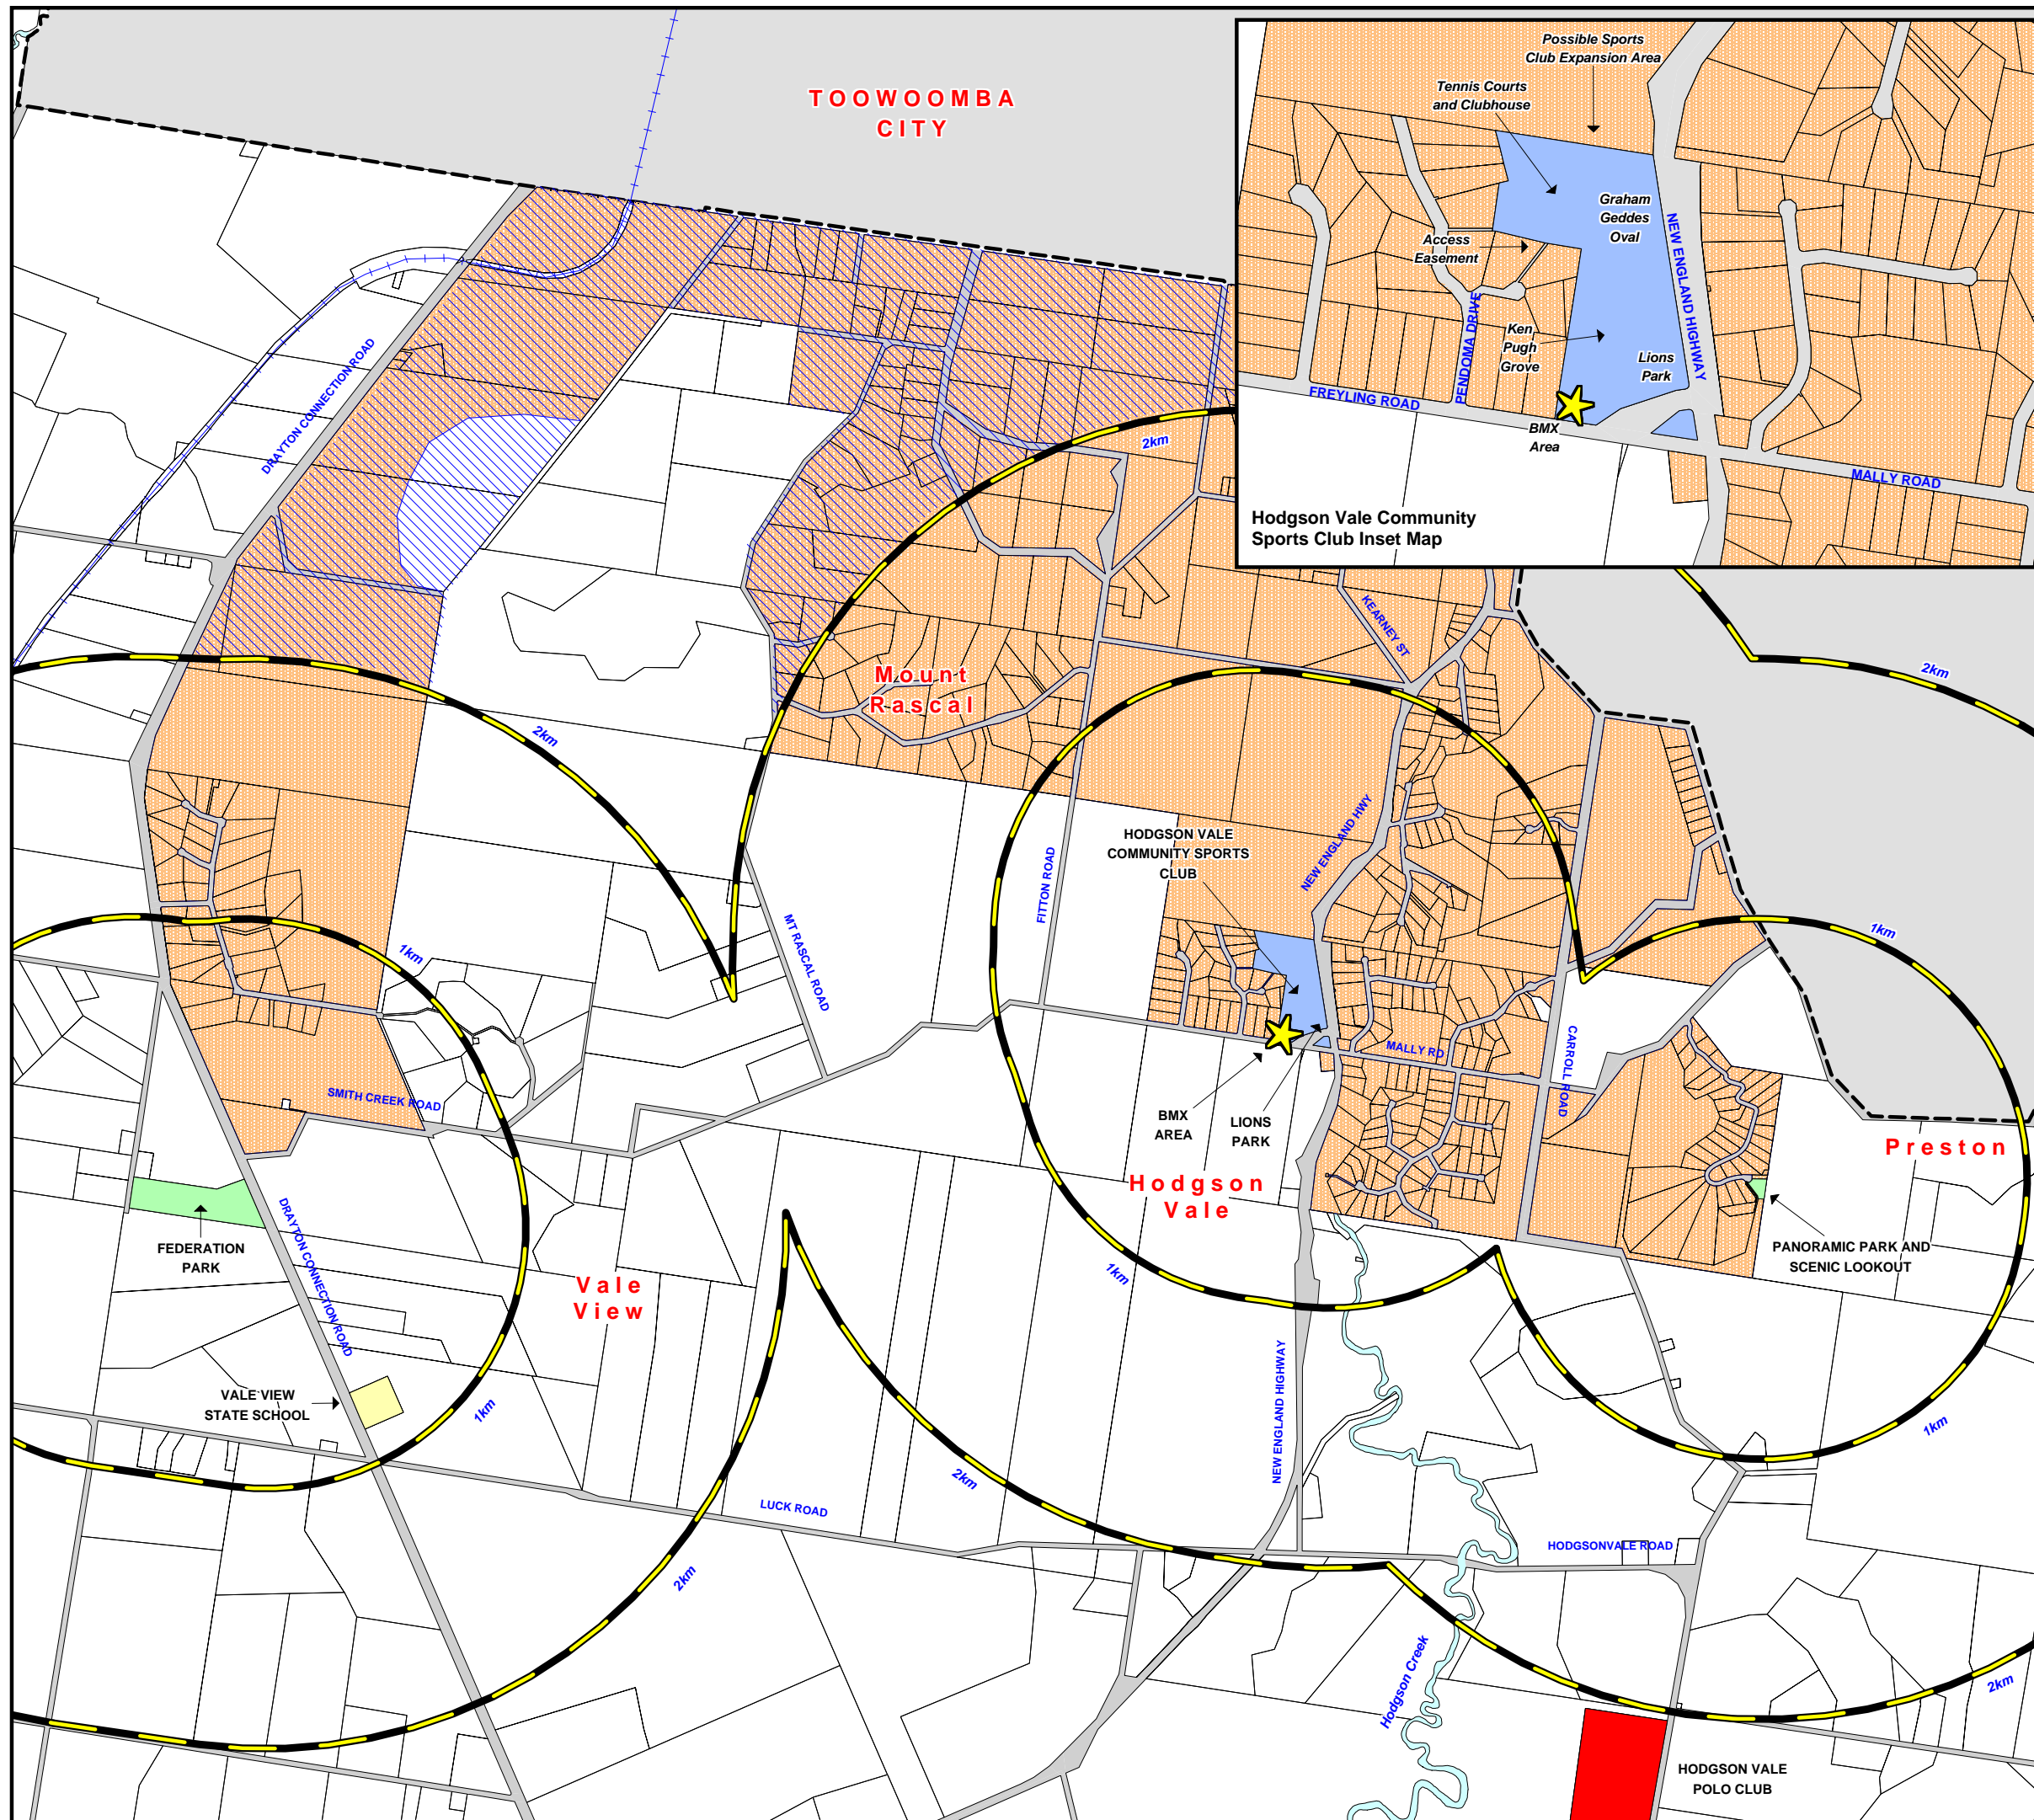 TOOWOOMBA
CITY
Possible Sports
Club Expansion Area
Tennis Courts
and Clubhouse
Graham
Geddes
Oval
NEW ENGLAND HIGHWAY
Access
Easement
PENDOMA DRIVE
Ken
Pugh
Grove
Lions
Park
FREYLING ROAD
BMX
Area
MALLY ROAD
Hodgson Vale Community
Sports Club Inset Map
DRAYTON CONNECTION ROAD
2km
KEARNEY ST
2km
Mount
Rascal
2km
NEW ENGLAND HWY
HODGSON VALE
COMMUNITY SPORTS
CLUB
FITTON ROAD
MT RASCAL ROAD
1km
1km
CARROLL ROAD
MALLY RD
SMITH CREEK ROAD
BMX
AREA
LIONS
PARK
Preston
Hodgson
Vale
DRAYTON CONNECTION ROAD
FEDERATION
PARK
PANORAMIC PARK AND
SCENIC LOOKOUT
Vale
View
1km
NEW ENGLAND HIGHWAY
VALE VIEW
STATE SCHOOL
1km
1km
2km
LUCK ROAD
HODGSONVALE ROAD
2km
Hodgson Creek
2km
HODGSON VALE
POLO CLUB